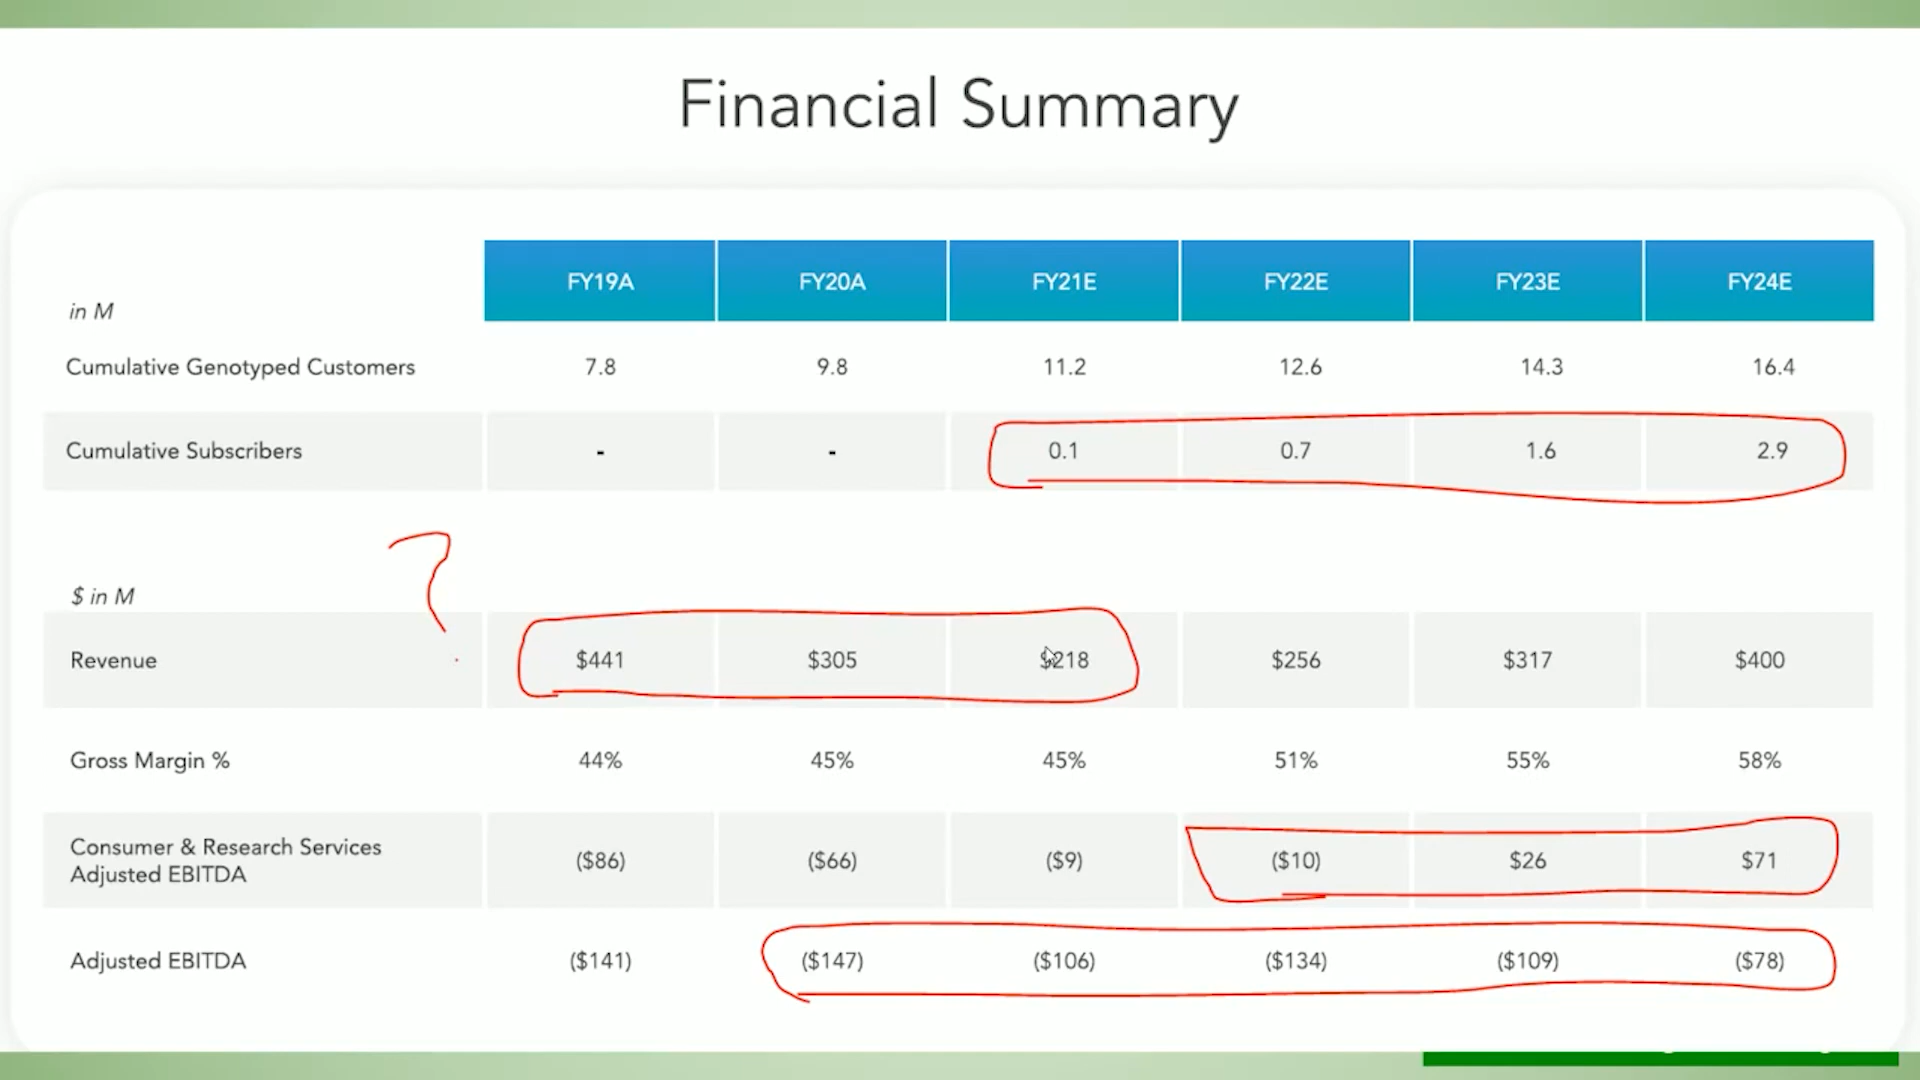 Financial Summary
in M FY19A FY20A FY21E FY22E FY23E FY24E
Cumulative Genotyped Customers 7.8 9.8 11.2 12.6 14.3 16.4
Cumulative Subscribers - - 0.1 0.7 1.6 2.9
?
$ in M
Revenue $441 $305 $218 $256 $317 $400
Gross Margin % 44% 45% 45% 51% 55% 58%
Consumer & Research Services
Adjusted EBITDA ($86) ($66) ($9) ($10) $26 $71
Adjusted EBITDA ($141) ($147) ($106) ($134) ($109) ($78)